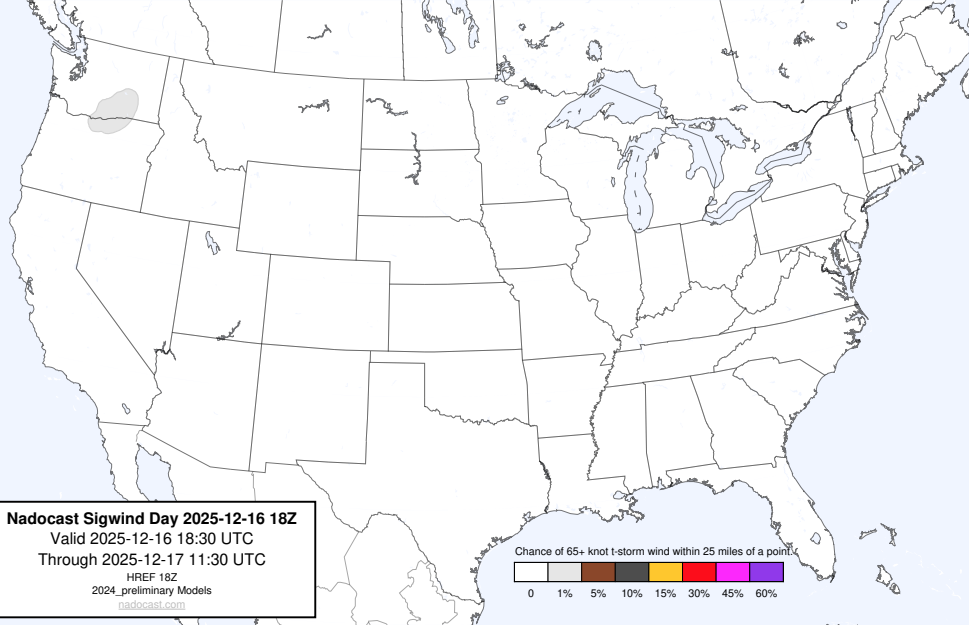 Nadocast Sigwind Day 2025-12-16 18Z
Valid 2025-12-16 18:30 UTC
Through 2025-12-17 11:30 UTC
HREF 18Z
2024_preliminary Models
nadocast.com
Chance of 65+ knot t-storm wind within 25 miles of a point.
0 1% 5% 10% 15% 30% 45% 60%